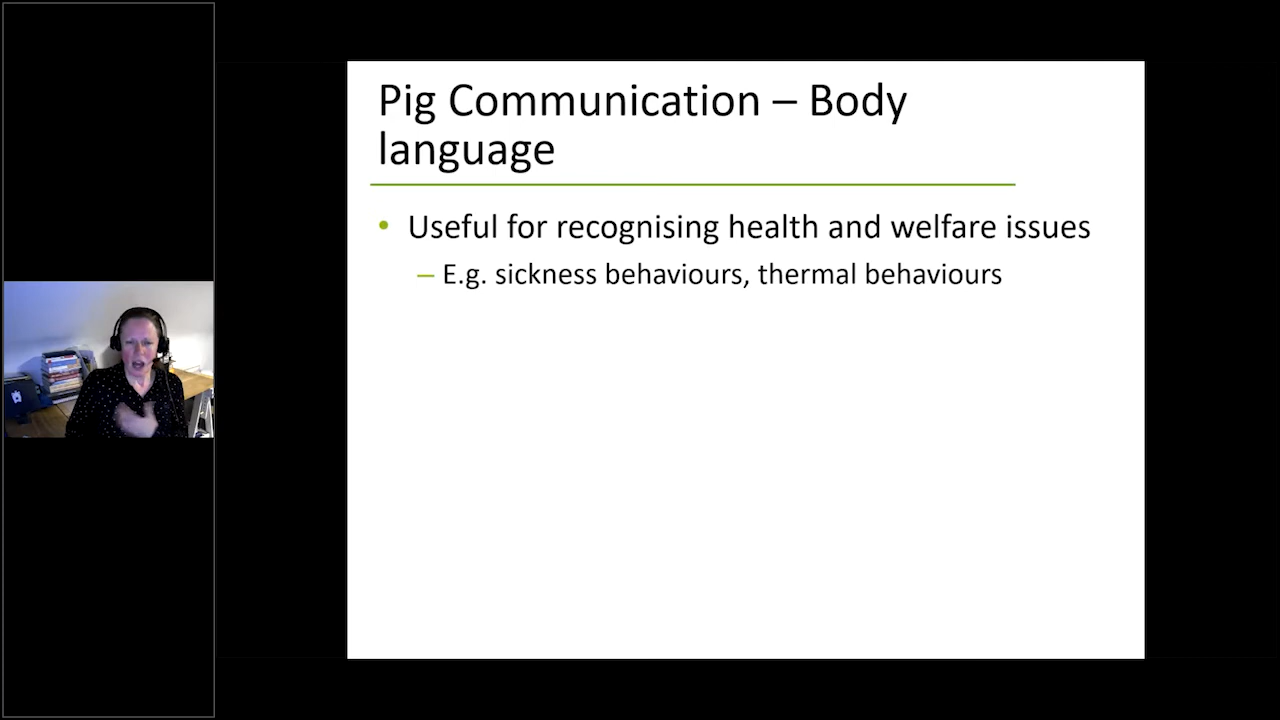 Pig Communication – Body
language
• Useful for recognising health and welfare issues
– E.g. sickness behaviours, thermal behaviours